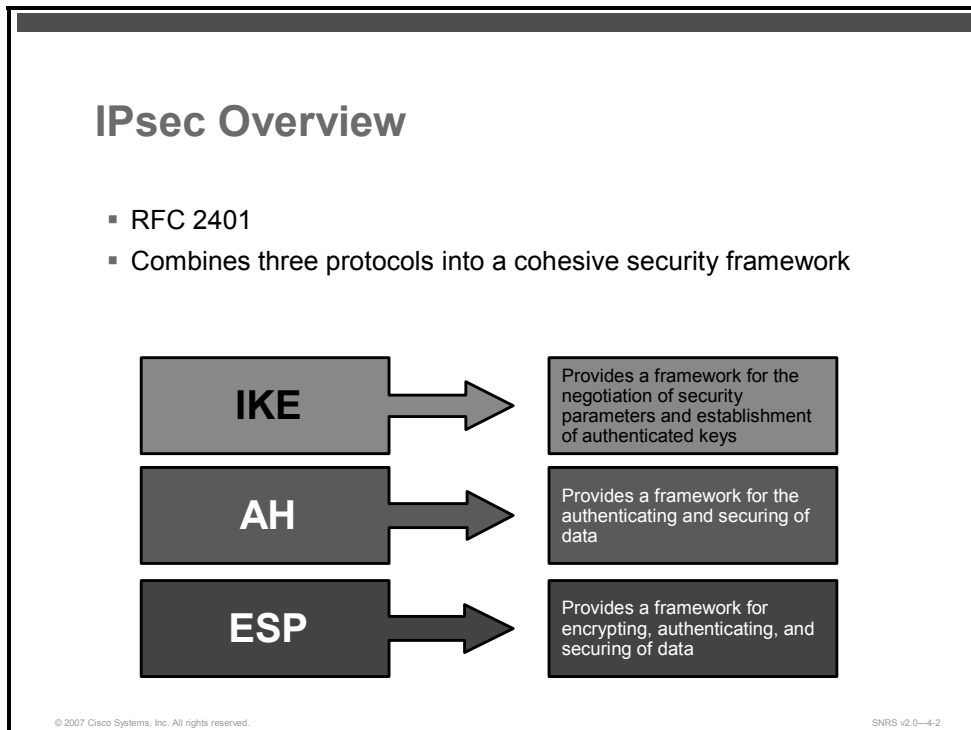 IPsec Overview
▪ RFC 2401
▪ Combines three protocols into a cohesive security framework
IKE
Provides a framework for the
negotiation of security
parameters and establishment
of authenticated keys
AH
Provides a framework for the
authenticating and securing of
data
ESP
Provides a framework for
encrypting, authenticating, and
securing of data
© 2007 Cisco Systems, Inc. All rights reserved.
SNRS v2.0—4-2